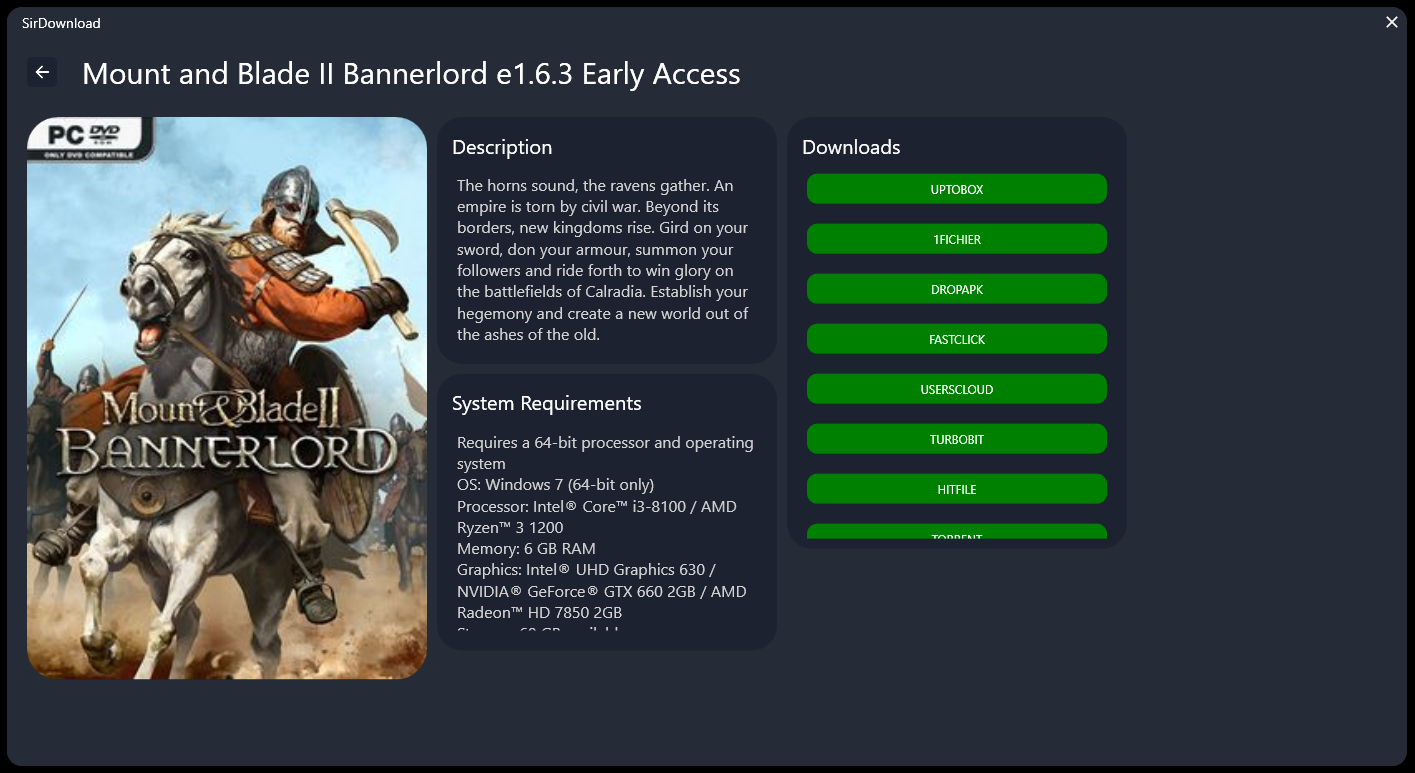 SirDownload
Mount and Blade II Bannerlord e1.6.3 Early Access
PC DVD
ROM
ONLY DVD COMPATIBLE
Mount & Blade II
BANNERLORD
Description
The horns sound, the ravens gather. An
empire is torn by civil war. Beyond its
borders, new kingdoms rise. Gird on your
sword, don your armour, summon your
followers and ride forth to win glory on
the battlefields of Calradia. Establish your
hegemony and create a new world out of
the ashes of the old.
System Requirements
Requires a 64-bit processor and operating
system
OS: Windows 7 (64-bit only)
Processor: Intel® Core™ i3-8100 / AMD
Ryzen™ 3 1200
Memory: 6 GB RAM
Graphics: Intel® UHD Graphics 630 /
NVIDIA® GeForce® GTX 660 2GB / AMD
Radeon™ HD 7850 2GB
Downloads
UPTOBOX
1FICHIER
DROPAPK
FASTCLICK
USERSCLOUD
TURBOBIT
HITFILE
TORRENT